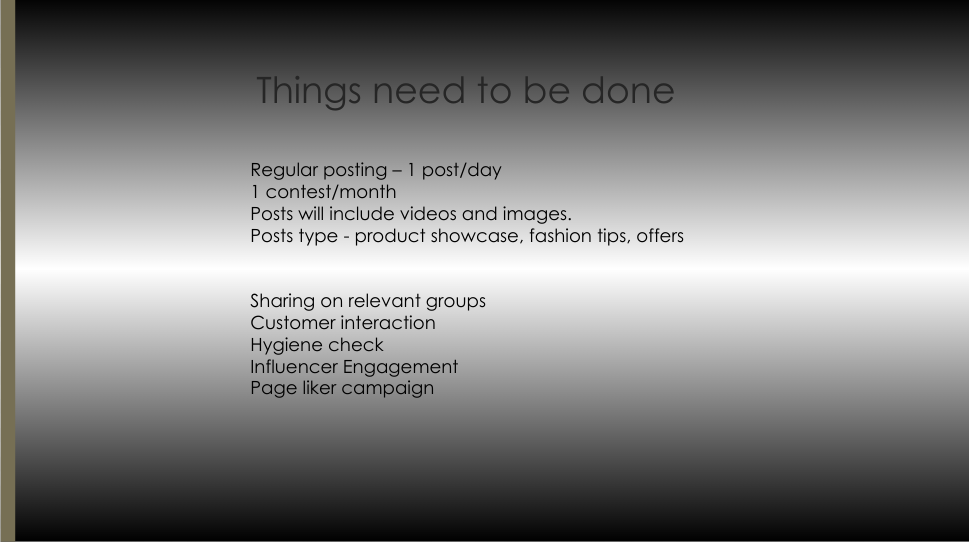 Things need to be done
Regular posting – 1 post/day
1 contest/month
Posts will include videos and images.
Posts type - product showcase, fashion tips, offers
Sharing on relevant groups
Customer interaction
Hygiene check
Influencer Engagement
Page liker campaign